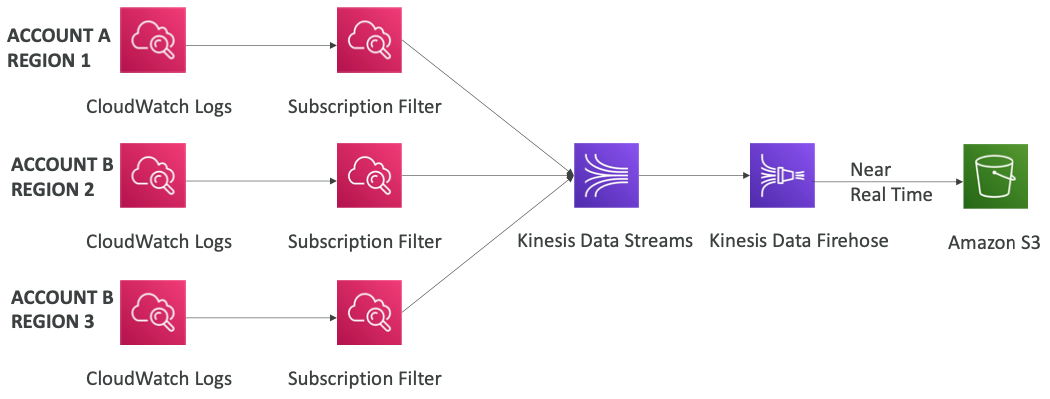 ACCOUNT A
REGION 1
CloudWatch Logs
Subscription Filter
ACCOUNT B
REGION 2
CloudWatch Logs
Subscription Filter
Kinesis Data Streams
Kinesis Data Firehose
Near
Real Time
Amazon S3
ACCOUNT B
REGION 3
CloudWatch Logs
Subscription Filter